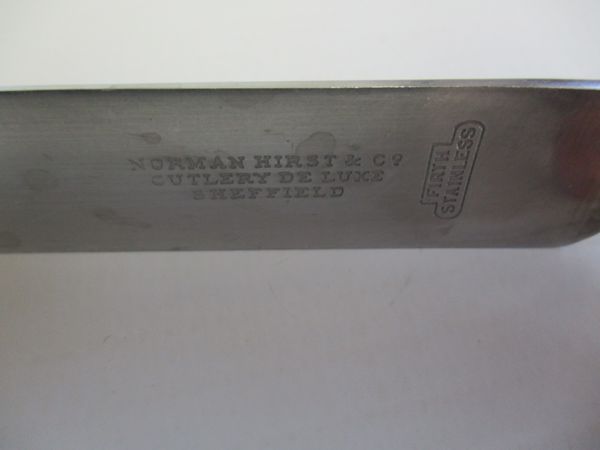 NORMAN HIRST & Cº
CUTLERY DE LUXE
SHEFFIELD
FIRTH
STAINLESS